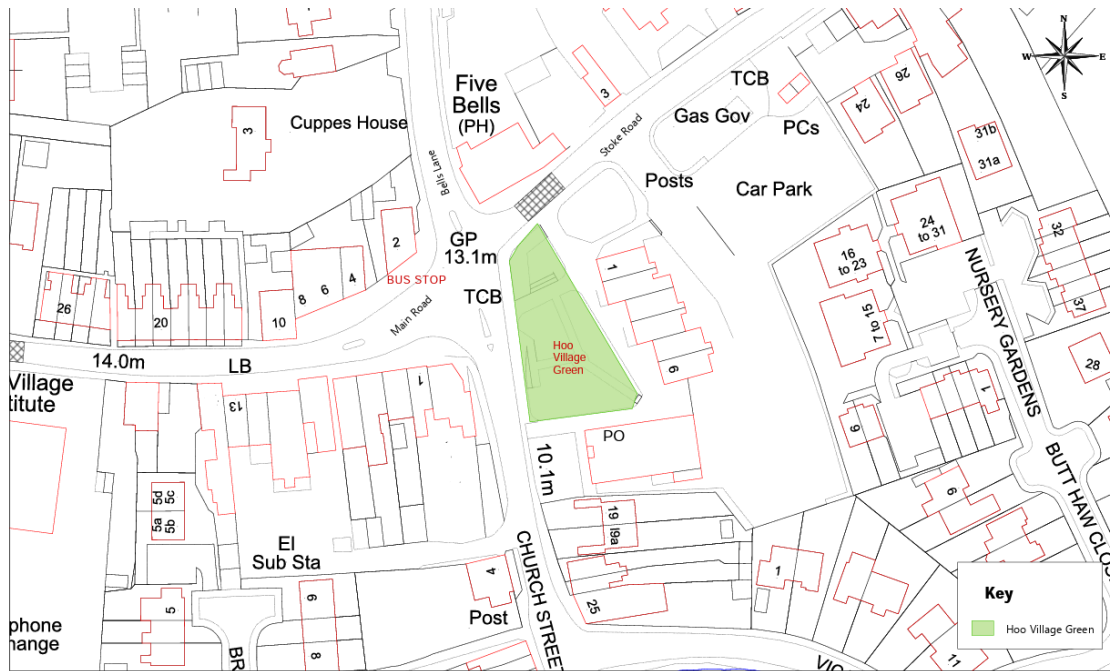 N
W
E
S
Five
Bells
(PH)
3
TCB
26
24
Gas Gov
PCs
Cuppes House
3
Stoke Road
31b
31a
Bells Lane
Posts
Car Park
24
to 31
32
2
GP
13.1m
16
to 23
1
BUS STOP
4
6
8
TCB
26
20
10
Main Road
7 to 15
37
NURSERY GARDENS
Hoo
Village
Green
14.0m
LB
28
Village
titute
1
6
1
13
PO
9
10.1m
BUTT HAW CLOS
6
5d
5c
5a
5b
19
19a
El
Sub Sta
CHURCH STREET
4
1
25
5
9
Post
phone
hange
8
BR
VIC
11
Key
Hoo Village Green